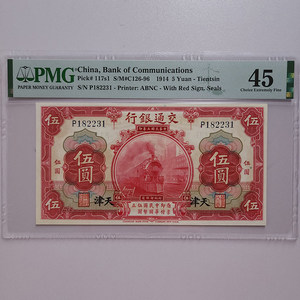 PMG
PAPER MONEY GUARANTY
China, Bank of Communications
Pick# 117s1 S/M#C126-96 1914 5 Yuan - Tientsin
S/N P182231 - Printer: ABNC - With Red Sign. Seals
45
Choice Extremely Fine
行銀通交
伍
伍
P182231
P182231
伍圓
伍圓
津天
津天
伍
伍